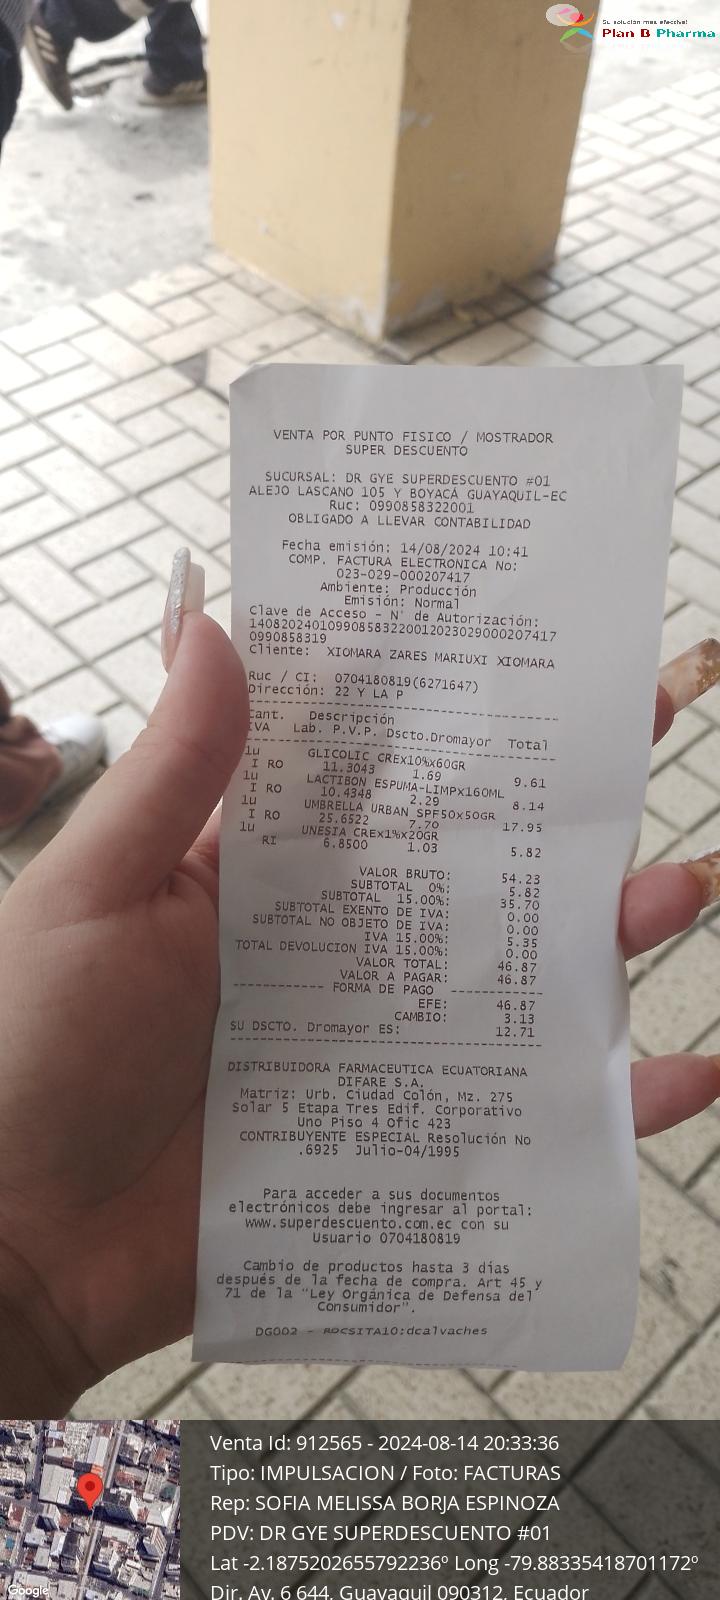 Su solución más efectiva!
Plan B Pharma
VENTA POR PUNTO FISICO / MOSTRADOR
SUPER DESCUENTO
SUCURSAL: DR GYE SUPERDESCUENTO #01
ALEJO LASCANO 105 Y BOYACÁ GUAYAQUIL-EC
Ruc: 0990858322001
OBLIGADO A LLEVAR CONTABILIDAD
Fecha emisión: 14/08/2024 10:41
COMP. FACTURA ELECTRONICA No:
023-029-000207417
Ambiente: Producción
Emisión: Normal
Clave de Acceso - N° de Autorización:
140820240109908583220012023029000207417
0990858319
Cliente: XIOMARA ZARES MARIUXI XIOMARA
Ruc / CI: 0704180819(6271647)
Dirección: 22 Y LA P
Cant. Descripción
IVA Lab. P.V.P. Dscto.Dromayor Total
1u GLICOLIC CREx10%x60GR
I RO 11.3043 1.69 9.61
1u LACTIBON ESPUMA-LIMPx160ML
I RO 10.4348 2.29 8.14
1u UMBRELLA URBAN SPF50x50GR
I RO 25.6522 7.70 17.95
1u UNESIA CREx1%x20GR
RI 6.8500 1.03 5.82
VALOR BRUTO: 54.23
SUBTOTAL 0%: 5.82
SUBTOTAL 15.00%: 35.70
SUBTOTAL EXENTO DE IVA: 0.00
SUBTOTAL NO OBJETO DE IVA: 0.00
IVA 15.00%: 5.35
TOTAL DEVOLUCION IVA 15.00%: 0.00
VALOR TOTAL: 46.87
VALOR A PAGAR: 46.87
------------ FORMA DE PAGO ------------
EFE: 46.87
CAMBIO: 3.13
SU DSCTO. Dromayor ES: 12.71
DISTRIBUIDORA FARMACEUTICA ECUATORIANA
DIFARE S.A.
Matriz: Urb. Ciudad Colón, Mz. 275
Solar 5 Etapa Tres Edif. Corporativo
Uno Piso 4 Ofic 423
CONTRIBUYENTE ESPECIAL Resolución No
.6925 Julio-04/1995
Para acceder a sus documentos
electrónicos debe ingresar al portal:
www.superdescuento.com.ec con su
Usuario 0704180819
Cambio de productos hasta 3 días
después de la fecha de compra. Art 45 y
71 de la "Ley Orgánica de Defensa del
Consumidor".
DG002 - RDCSITA10:dcalvaches
Venta Id: 912565 - 2024-08-14 20:33:36
Tipo: IMPULSACION / Foto: FACTURAS
Rep: SOFIA MELISSA BORJA ESPINOZA
PDV: DR GYE SUPERDESCUENTO #01
Lat -2.1875202655792236º Long -79.88335418701172º
Dir. Av. 6 644, Guayaquil 090312, Ecuador
Google